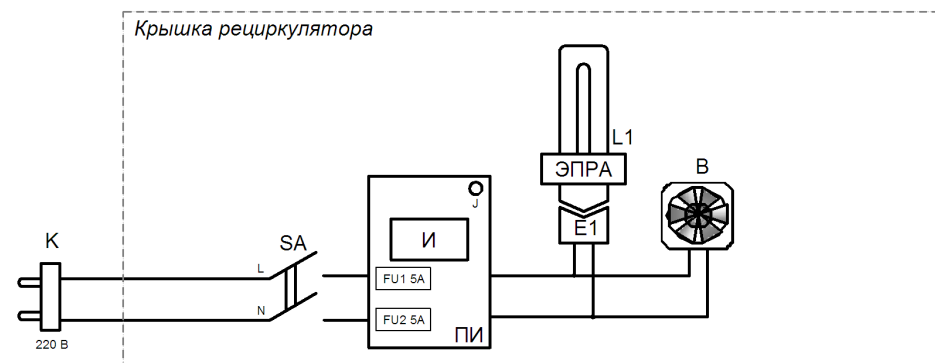 Крышка рециркулятора
L1
ЭПРА
B
J
E1
И
K
SA
L
FU1 5A
N
FU2 5A
ПИ
220 В